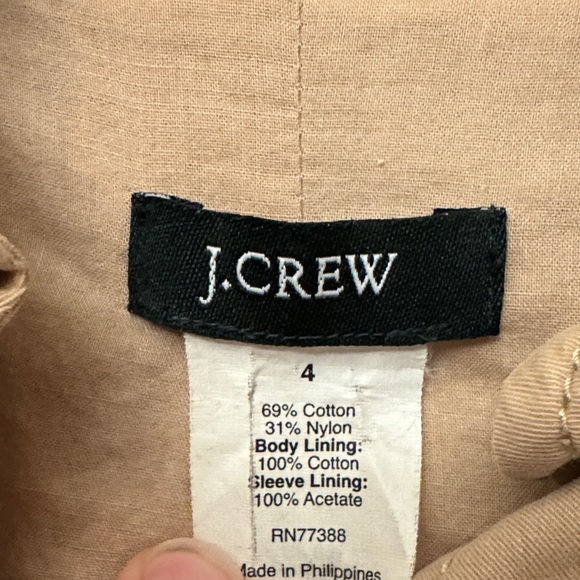 J.CREW
4
69% Cotton
31% Nylon
Body Lining:
100% Cotton
Sleeve Lining:
100% Acetate
RN77388
Made in Philippines